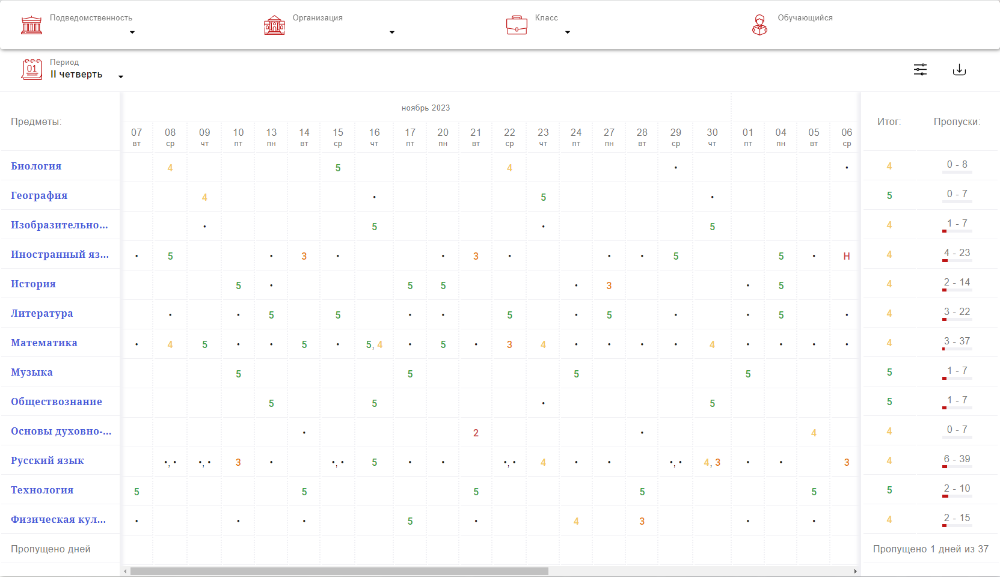 Подведомственность Организация Класс Обучающийся
01 Период
II четверть
ноябрь 2023
Предметы: Итог: Пропуски:
07 08 09 10 13 14 15 16 17 20 21 22 23 24 27 28 29 30 01 04 05 06
вт ср чт пт пн вт ср чт пт пн вт ср чт пт пн вт ср чт пт пн вт ср
Биология 4 5 4 • • 4 0 - 8
География 4 • 5 • 5 0 - 7
Изобразительно... • 5 • 5 4 1 - 7
Иностранный яз... • 5 • 3 • • 3 • • • 5 5 • Н 4 4 - 23
История 5 • 5 5 • 3 • 5 4 2 - 14
Литература • • 5 5 • • 5 • 5 • • 5 • 4 3 - 22
Математика • 4 5 • • 5 • 5, 4 • 5 • 3 4 • • • • 4 • • • • 4 3 - 37
Музыка 5 5 5 5 5 1 - 7
Обществознание 5 5 • 5 5 1 - 7
Основы духовно-... • 2 • 4 4 0 - 7
Русский язык •, • •, • 3 • •, • 5 • • •, • 4 • • •, • 4, 3 • • 3 4 6 - 39
Технология 5 5 5 5 5 5 2 - 10
Физическая кул... • • • 5 • 4 3 • • 4 2 - 15
Пропущено дней Пропущено 1 дней из 37